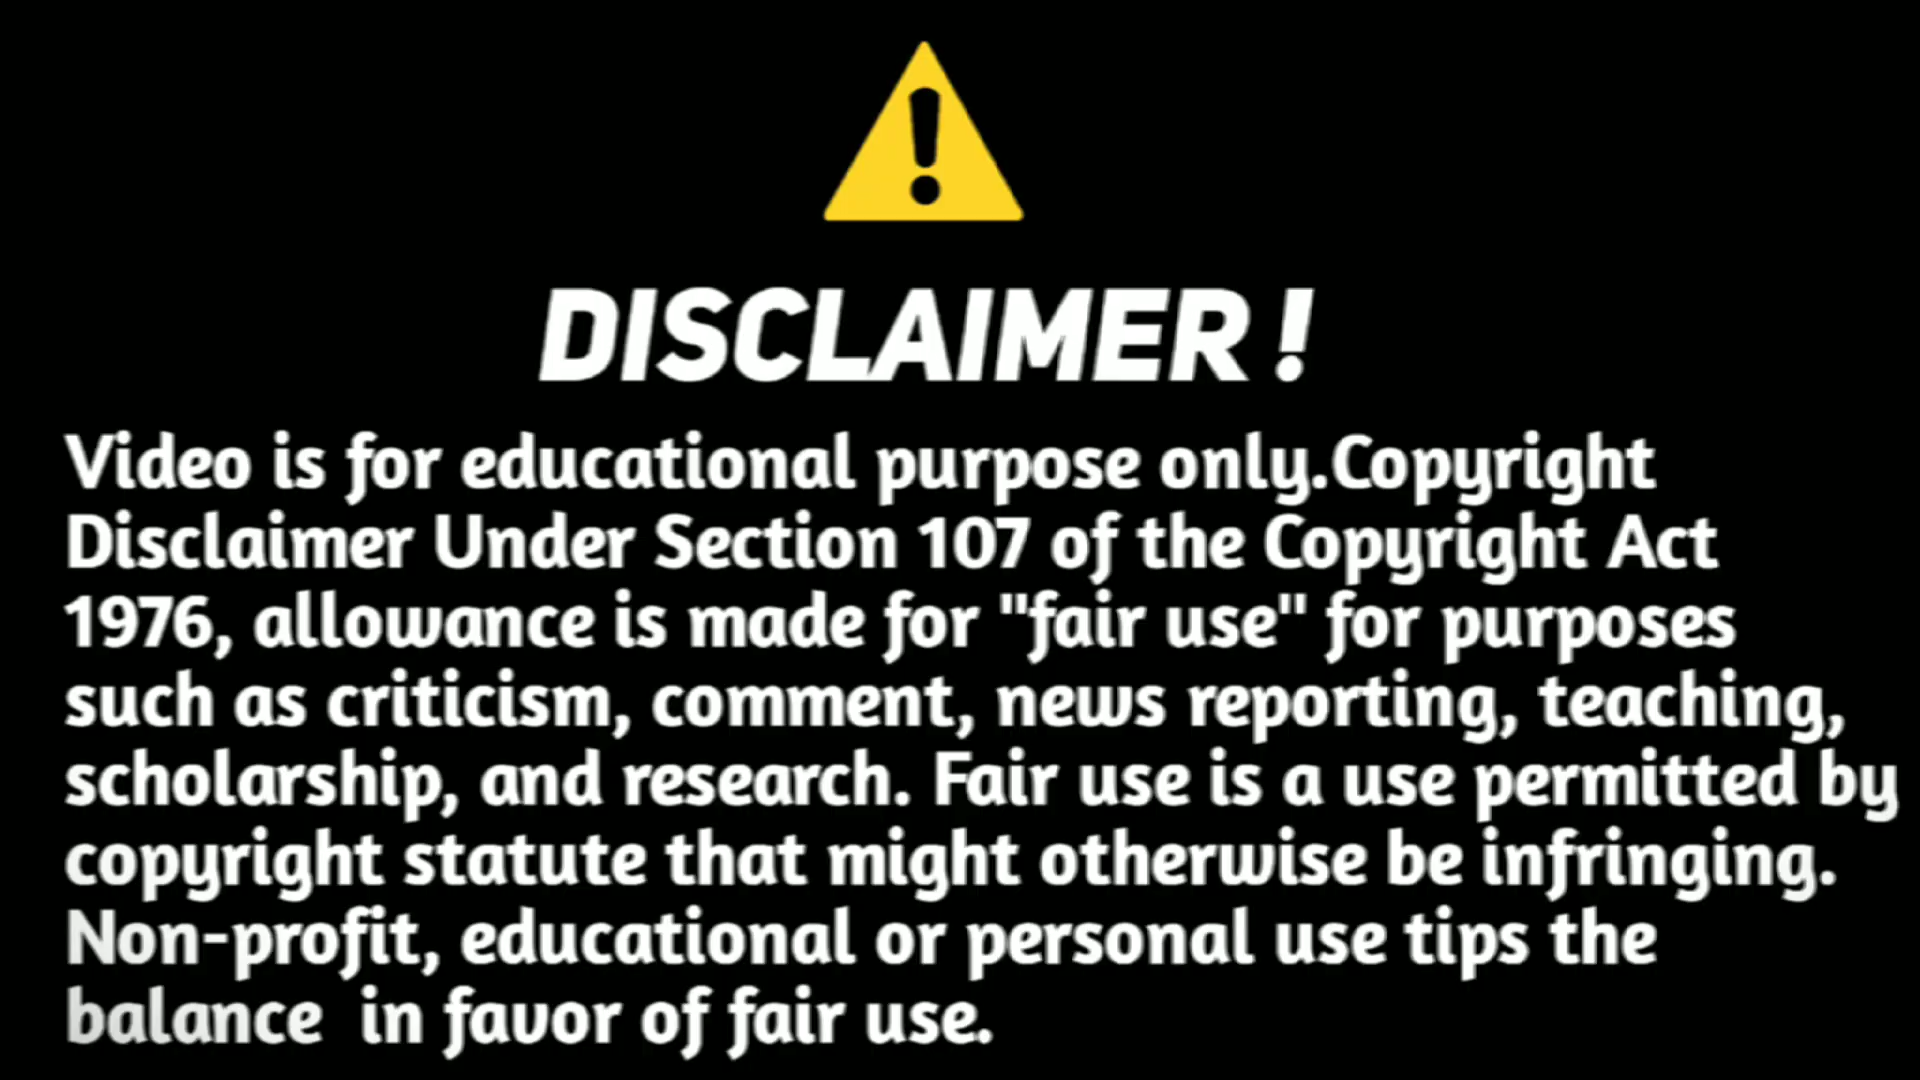 DISCLAIMER !
Video is for educational purpose only.Copyright
Disclaimer Under Section 107 of the Copyright Act
1976, allowance is made for "fair use" for purposes
such as criticism, comment, news reporting, teaching,
scholarship, and research. Fair use is a use permitted by
copyright statute that might otherwise be infringing.
Non-profit, educational or personal use tips the
balance  in favor of fair use.